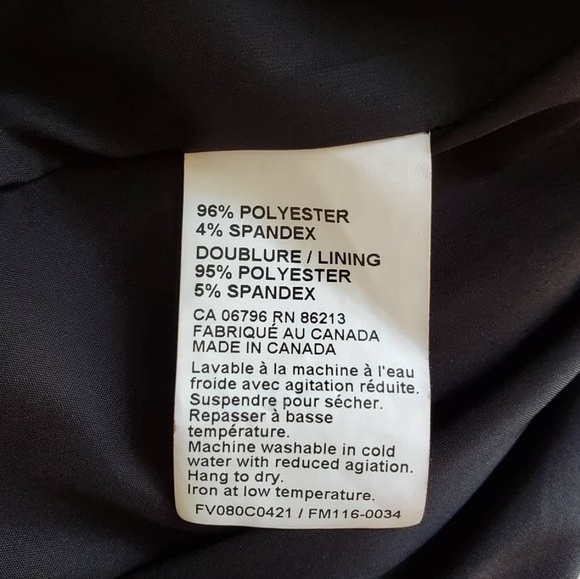 96% POLYESTER
4% SPANDEX
DOUBLURE / LINING
95% POLYESTER
5% SPANDEX
CA 06796 RN 86213
FABRIQUÉ AU CANADA
MADE IN CANADA
Lavable à la machine à l'eau
froide avec agitation réduite.
Suspendre pour sécher.
Repasser à basse
température.
Machine washable in cold
water with reduced agiation.
Hang to dry.
Iron at low temperature.
FV080C0421 / FM116-0034